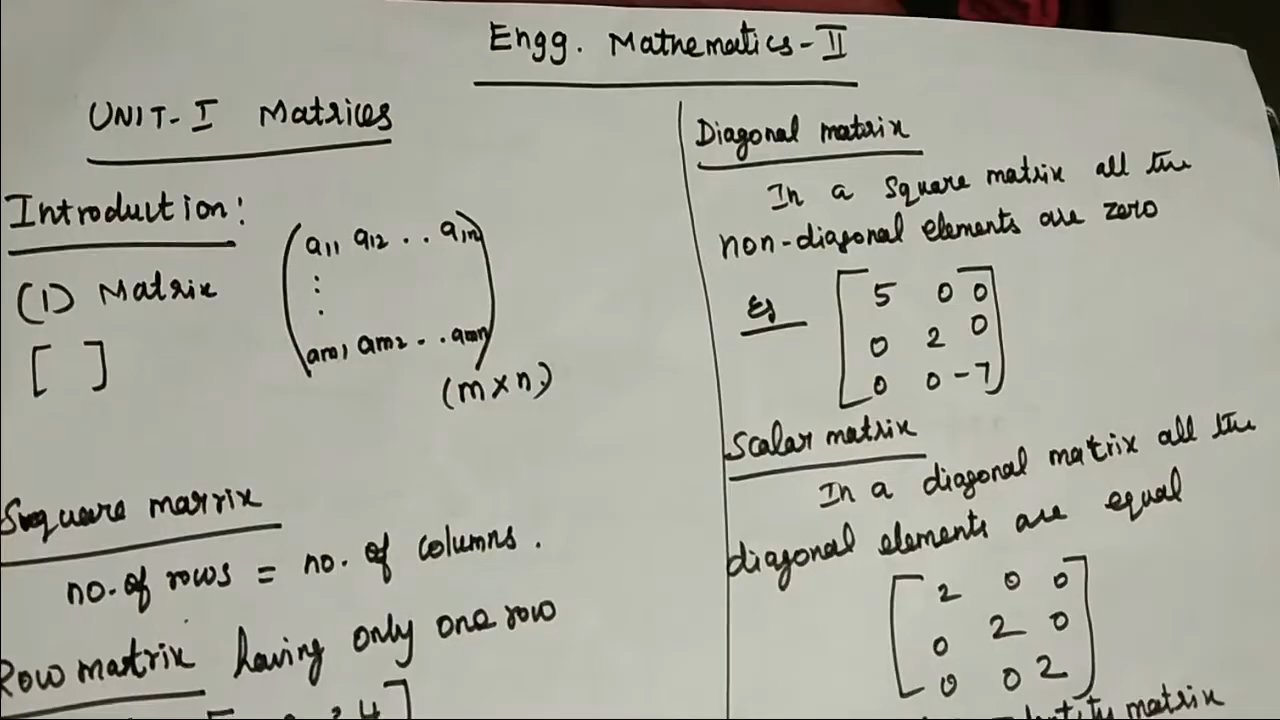 Engg. Mathematics-II
UNIT-I Matrices
Introduction:
(1) Matrix
[ ]
a11 a12 . . a1n
:
:
am1 am2 . . amn
(m × n)
Square matrix
no. of rows = no. of columns.
Row matrix having only one row
3 4]
Diagonal matrix
In a square matrix all the
non-diagonal elements are zero
Eg
5 0 0
0 2 0
0 0 -7
Scalar matrix
In a diagonal matrix all the
diagonal elements are equal
2 0 0
0 2 0
0 0 2
matrix